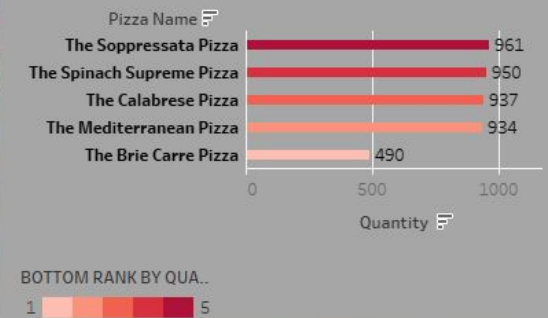 Pizza Name
The Soppressata Pizza 961
The Spinach Supreme Pizza 950
The Calabrese Pizza 937
The Mediterranean Pizza 934
The Brie Carre Pizza 490
0 500 1000
Quantity
BOTTOM RANK BY QUA..
1 5